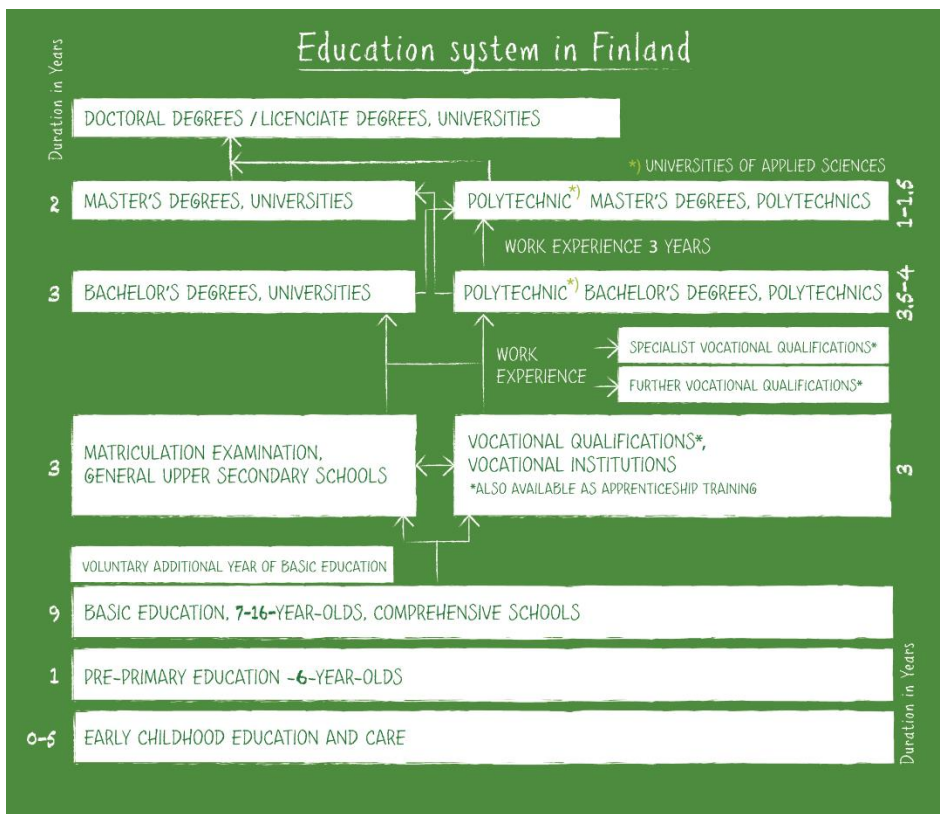 Education system in Finland
Duration in Years
DOCTORAL DEGREES / LICENCIATE DEGREES, UNIVERSITIES
*) UNIVERSITIES OF APPLIED SCIENCES
2
MASTER'S DEGREES, UNIVERSITIES
POLYTECHNIC*) MASTER'S DEGREES, POLYTECHNICS
1-1.5
WORK EXPERIENCE 3 YEARS
3
BACHELOR'S DEGREES, UNIVERSITIES
POLYTECHNIC*) BACHELOR'S DEGREES, POLYTECHNICS
3.5-4
WORK
EXPERIENCE
SPECIALIST VOCATIONAL QUALIFICATIONS*
FURTHER VOCATIONAL QUALIFICATIONS*
3
MATRICULATION EXAMINATION,
GENERAL UPPER SECONDARY SCHOOLS
VOCATIONAL QUALIFICATIONS*,
VOCATIONAL INSTITUTIONS
*ALSO AVAILABLE AS APPRENTICESHIP TRAINING
3
VOLUNTARY ADDITIONAL YEAR OF BASIC EDUCATION
9
BASIC EDUCATION, 7-16-YEAR-OLDS, COMPREHENSIVE SCHOOLS
1
PRE-PRIMARY EDUCATION -6-YEAR-OLDS
0-5
EARLY CHILDHOOD EDUCATION AND CARE
Duration in Years